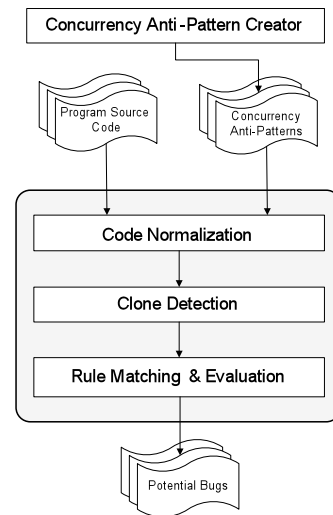 Concurrency Anti-Pattern Creator
Program Source
Code
Concurrency
Anti-Patterns
Code Normalization
Clone Detection
Rule Matching & Evaluation
Potential Bugs